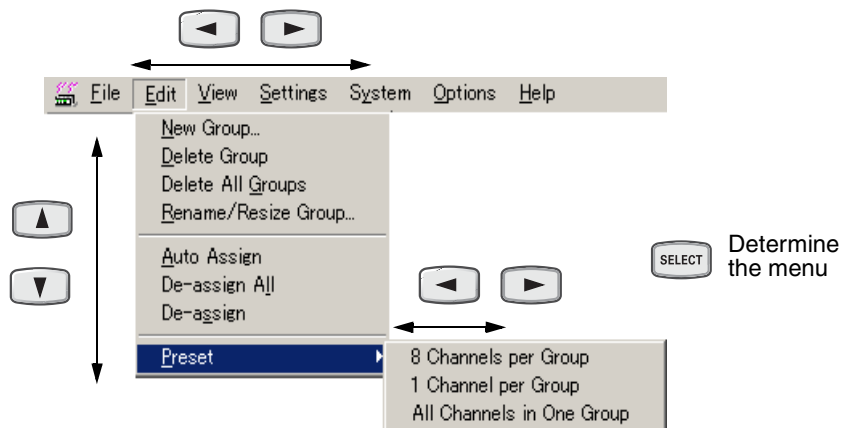 File Edit View Settings System Options Help
New Group...
Delete Group
Delete All Groups
Rename/Resize Group...
Auto Assign
De-assign All
De-assign
Preset
8 Channels per Group
1 Channel per Group
All Channels in One Group
SELECT
Determine
the menu